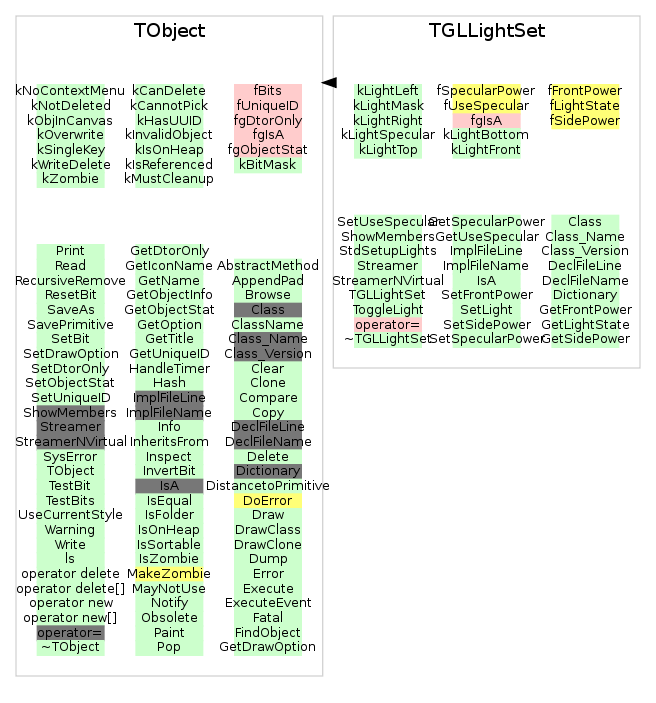 TObject
kNoContextMenu kCanDelete fBits
kNotDeleted kCannotPick fUniqueID
kObjInCanvas kHasUUID fgDtorOnly
kOverwrite kInvalidObject fgIsA
kSingleKey kIsOnHeap fgObjectStat
kWriteDelete kIsReferenced kBitMask
kZombie kMustCleanup
Print GetDtorOnly
Read GetIconName AbstractMethod
RecursiveRemove GetName AppendPad
ResetBit GetObjectInfo Browse
SaveAs GetObjectStat Class
SavePrimitive GetOption ClassName
SetBit GetTitle Class_Name
SetDrawOption GetUniqueID Class_Version
SetDtorOnly HandleTimer Clear
SetObjectStat Hash Clone
SetUniqueID ImplFileLine Compare
ShowMembers ImplFileName Copy
Streamer Info DeclFileLine
StreamerNVirtual InheritsFrom DeclFileName
SysError Inspect Delete
TObject InvertBit Dictionary
TestBit IsA DistancetoPrimitive
TestBits IsEqual DoError
UseCurrentStyle IsFolder Draw
Warning IsOnHeap DrawClass
Write IsSortable DrawClone
ls IsZombie Dump
operator delete MakeZombie Error
operator delete[] MayNotUse Execute
operator new Notify ExecuteEvent
operator new[] Obsolete Fatal
operator= Paint FindObject
~TObject Pop GetDrawOption
TGLLightSet
kLightLeft fSpecularPower fFrontPower
kLightMask fUseSpecular fLightState
kLightRight fgIsA fSidePower
kLightSpecular kLightBottom
kLightTop kLightFront
SetUseSpecular GetSpecularPower Class
ShowMembers GetUseSpecular Class_Name
StdSetupLights ImplFileLine Class_Version
Streamer ImplFileName DeclFileLine
StreamerNVirtual IsA DeclFileName
TGLLightSet SetFrontPower Dictionary
ToggleLight SetLight GetFrontPower
operator= SetSidePower GetLightState
~TGLLightSet SetSpecularPower GetSidePower